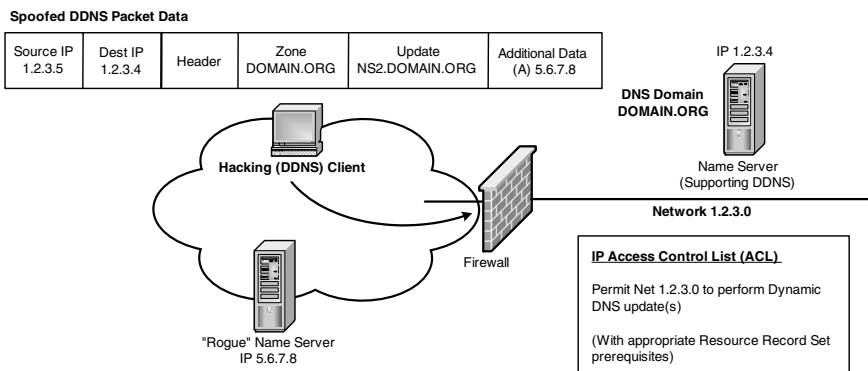 Spoofed DDNS Packet Data
Source IP
1.2.3.5
Dest IP
1.2.3.4
Header
Zone
DOMAIN.ORG
Update
NS2.DOMAIN.ORG
Additional Data
(A) 5.6.7.8
IP 1.2.3.4
DNS Domain
DOMAIN.ORG
Name Server
(Supporting DDNS)
Hacking (DDNS) Client
Network 1.2.3.0
Firewall
"Rogue" Name Server
IP 5.6.7.8
IP Access Control List (ACL)
Permit Net 1.2.3.0 to perform Dynamic
DNS update(s)
(With appropriate Resource Record Set
prerequisites)